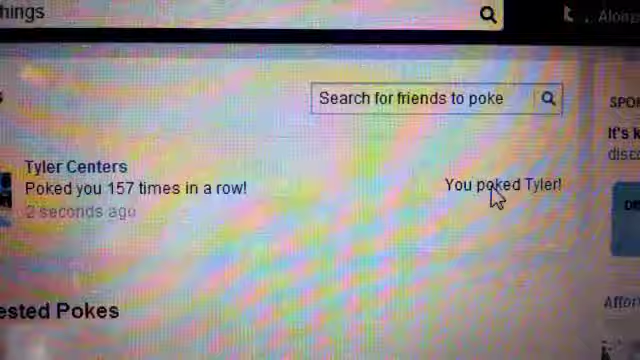 hings
Search for friends to poke
Tyler Centers
Poked you 157 times in a row!
2 seconds ago
You poked Tyler!
ested Pokes
SPO
It's k
disc
Affor